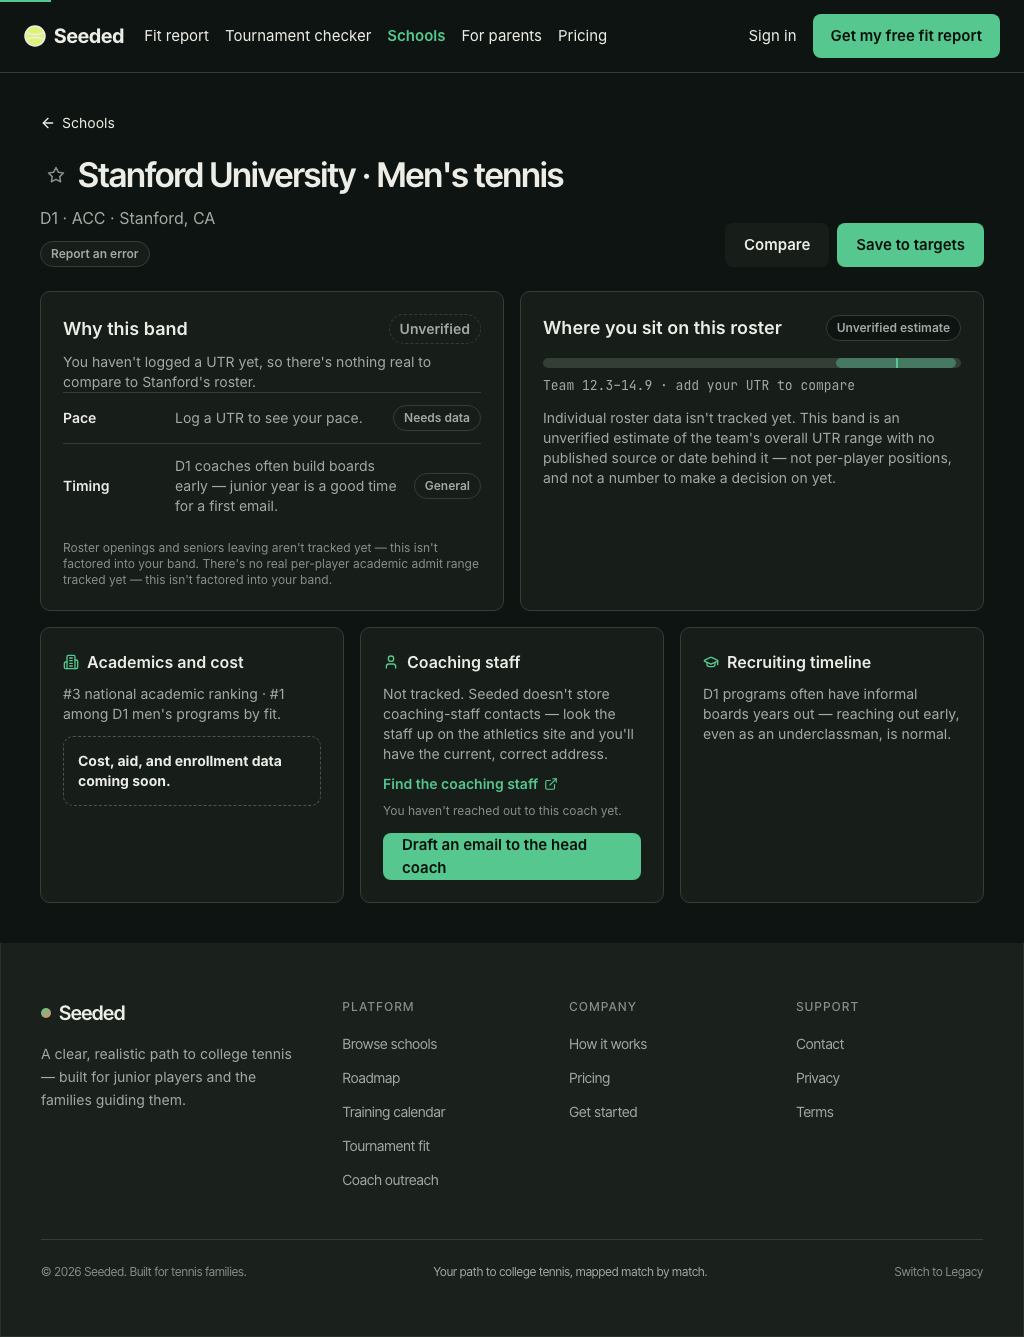 Seeded
Fit report
Tournament checker
Schools
For parents
Pricing
Sign in
Get my free fit report
Schools
Stanford University · Men's tennis
D1 · ACC · Stanford, CA
Report an error
Compare
Save to targets
Why this band
Unverified
You haven't logged a UTR yet, so there's nothing real to
compare to Stanford's roster.
Pace
Log a UTR to see your pace.
Needs data
Timing
D1 coaches often build boards
early — junior year is a good time
for a first email.
General
Roster openings and seniors leaving aren't tracked yet — this isn't
factored into your band. There's no real per-player academic admit range
tracked yet — this isn't factored into your band.
Where you sit on this roster
Unverified estimate
Team 12.3–14.9 · add your UTR to compare
Individual roster data isn't tracked yet. This band is an
unverified estimate of the team's overall UTR range with no
published source or date behind it — not per-player positions,
and not a number to make a decision on yet.
Academics and cost
#3 national academic ranking · #1
among D1 men's programs by fit.
Cost, aid, and enrollment data
coming soon.
Coaching staff
Not tracked. Seeded doesn't store
coaching-staff contacts — look the
staff up on the athletics site and you'll
have the current, correct address.
Find the coaching staff
You haven't reached out to this coach yet.
Draft an email to the head
coach
Recruiting timeline
D1 programs often have informal
boards years out — reaching out early,
even as an underclassman, is normal.
Seeded
A clear, realistic path to college tennis
— built for junior players and the
families guiding them.
PLATFORM
Browse schools
Roadmap
Training calendar
Tournament fit
Coach outreach
COMPANY
How it works
Pricing
Get started
SUPPORT
Contact
Privacy
Terms
© 2026 Seeded. Built for tennis families.
Your path to college tennis, mapped match by match.
Switch to Legacy